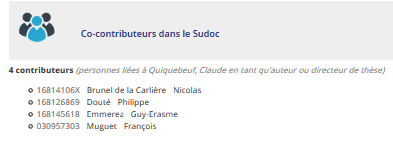 Co-contributeurs dans le Sudoc
4 contributeurs (personnes liées à Quiquebeuf, Claude en tant qu'auteur ou directeur de thèse)
16814106X Brunel de la Carlière Nicolas
168126869 Douté Philippe
168145618 Emmerez Guy-Erasme
030957303 Muguet François